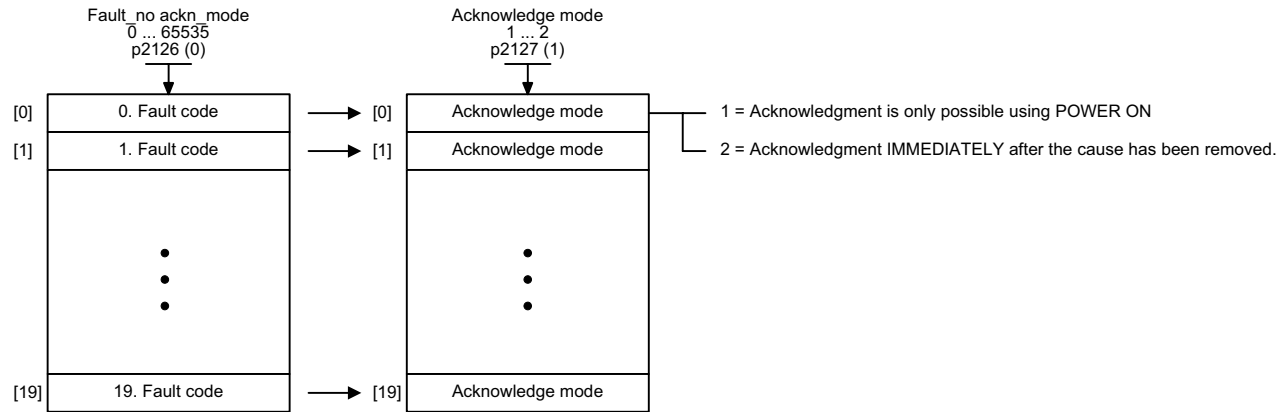 Fault_no ackn_mode
0 ... 65535
p2126 (0)
Acknowledge mode
1 ... 2
p2127 (1)
[0] 0. Fault code [0] Acknowledge mode 1 = Acknowledgment is only possible using POWER ON
[1] 1. Fault code [1] Acknowledge mode 2 = Acknowledgment IMMEDIATELY after the cause has been removed.
[19] 19. Fault code [19] Acknowledge mode